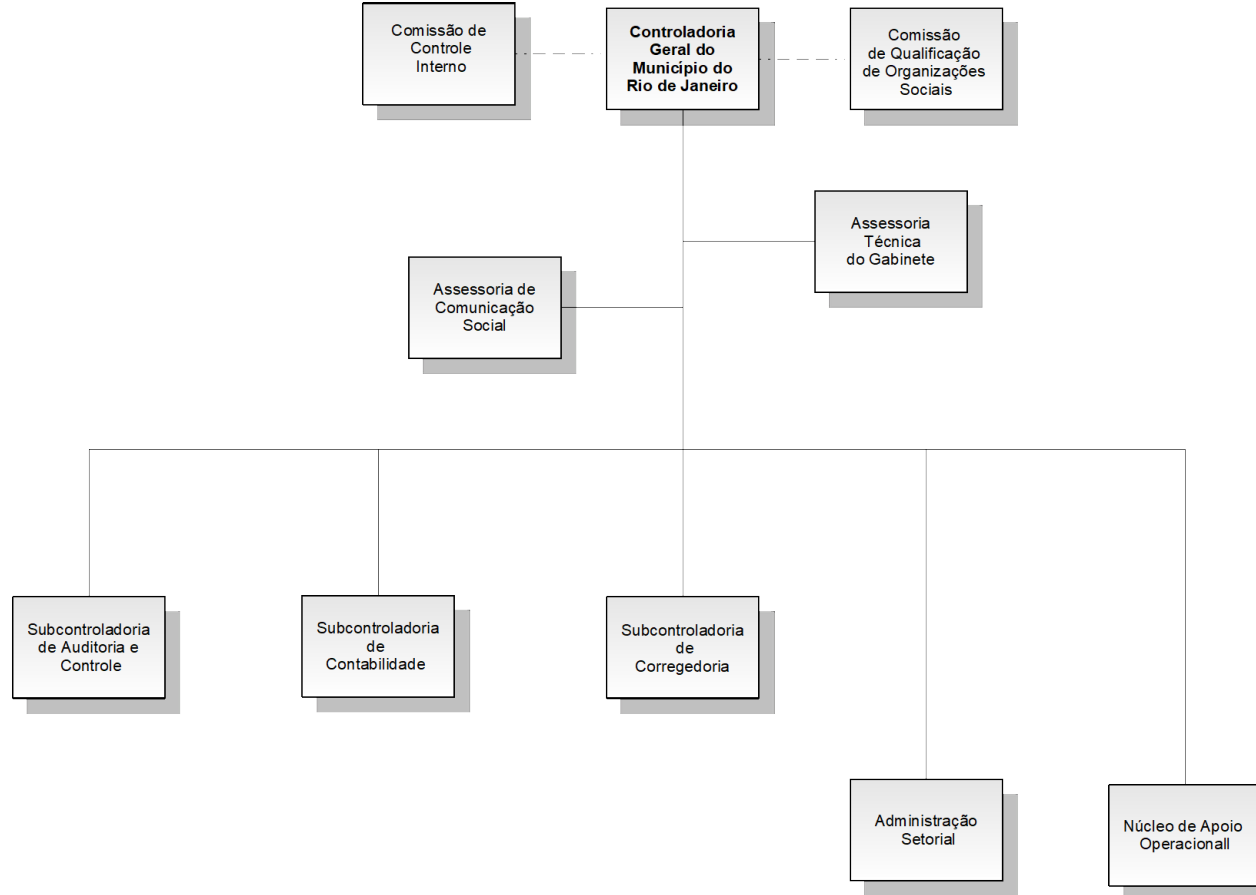 Comissão de
Controle
Interno
Controladoria
Geral do
Município do
Rio de Janeiro
Comissão
de Qualificação
de Organizações
Sociais
Assessoria
Técnica
do Gabinete
Assessoria de
Comunicação
Social
Subcontroladoria
de Auditoria e
Controle
Subcontroladoria
de
Contabilidade
Subcontroladoria
de
Corregedoria
Administração
Setorial
Núcleo de Apoio
Operacionall